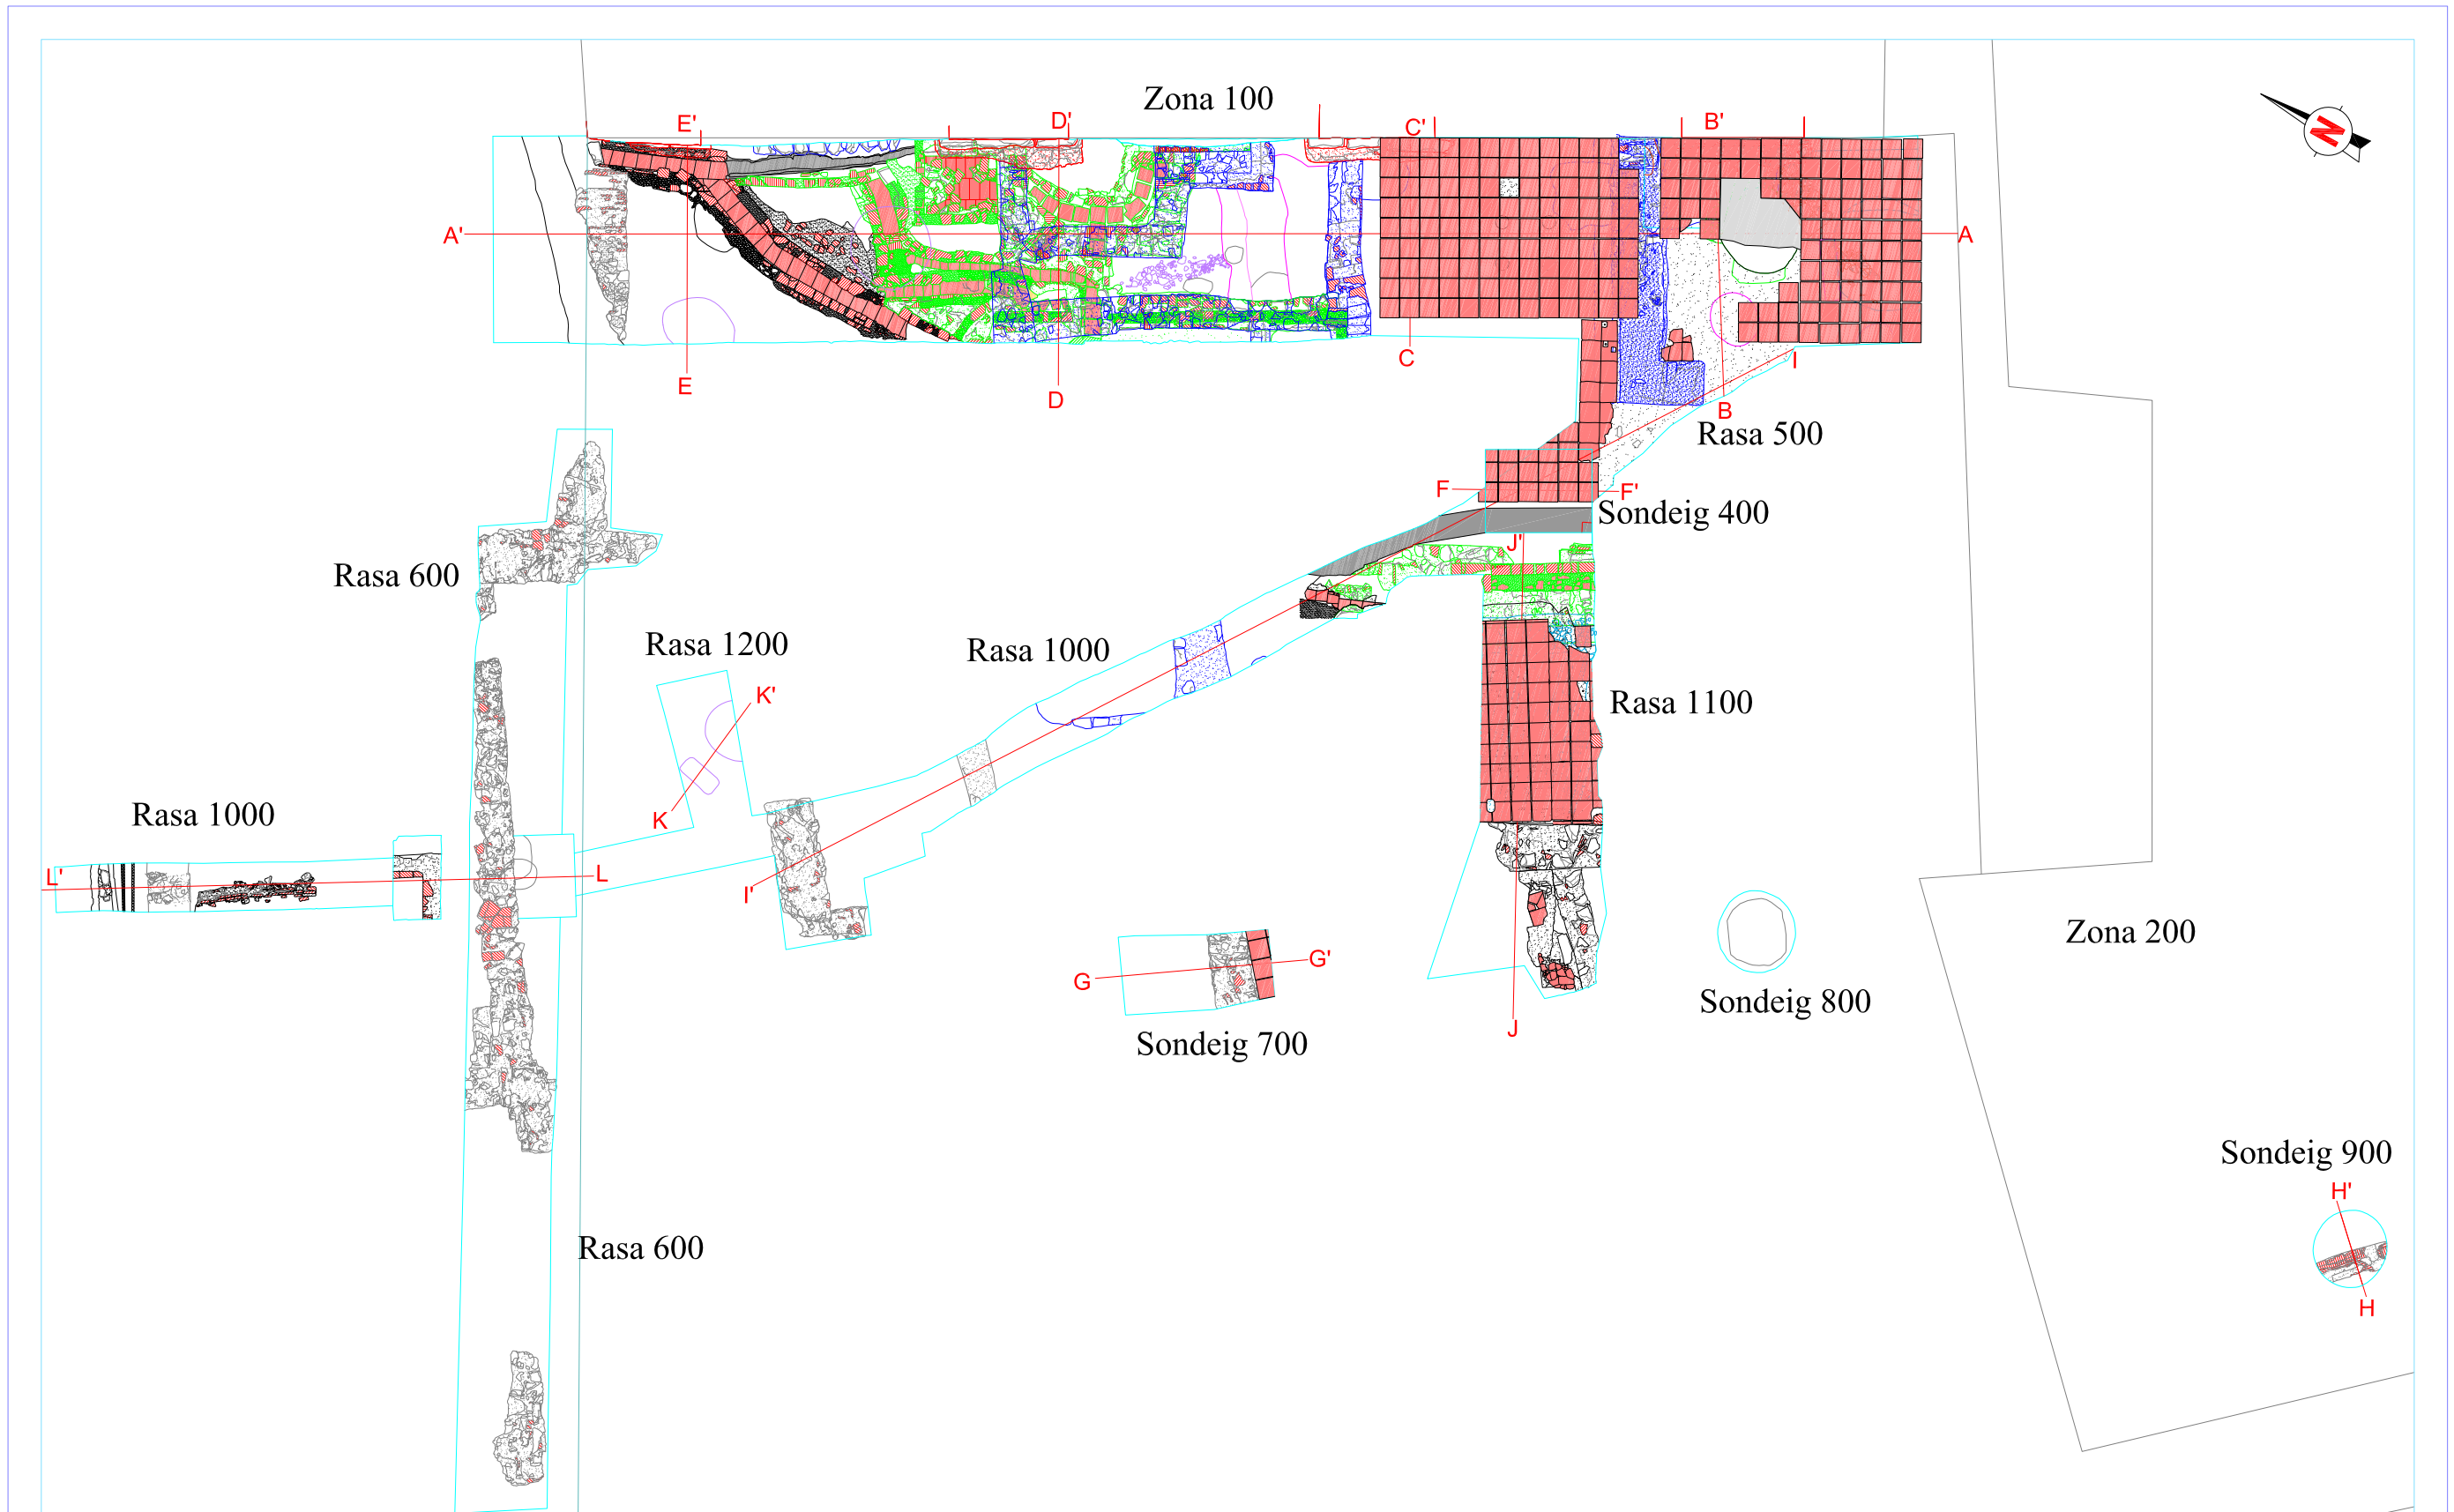 Zona 100
E'
D'
C'
B'
N
A'
A
C
E
D
I
B
Rasa 500
F
F'
Sondeig 400
J'
Rasa 600
Rasa 1200
Rasa 1000
K'
Rasa 1100
Rasa 1000
K
L'
L
I'
Zona 200
G
G'
Sondeig 800
J
Sondeig 700
Sondeig 900
H'
Rasa 600
H